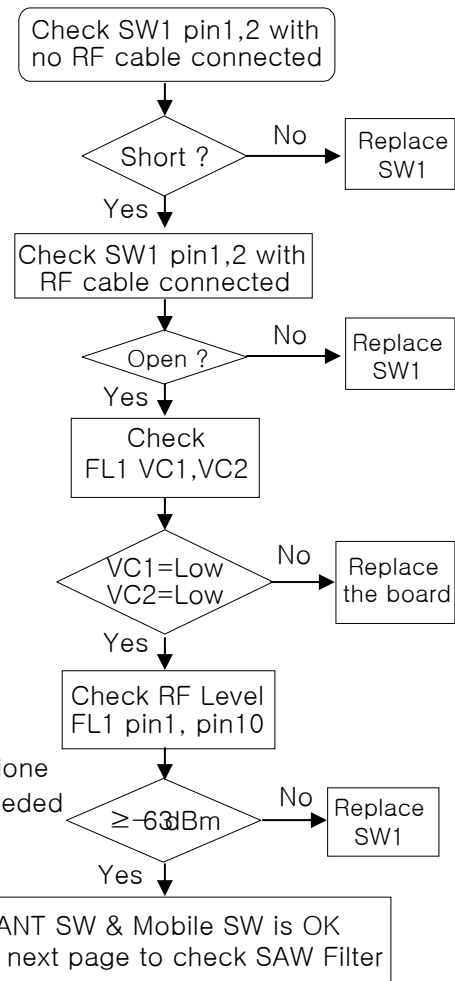 Check SW1 pin1,2 with
no RF cable connected
Short ?
No
Replace
SW1
Yes
Check SW1 pin1,2 with
RF cable connected
Open ?
No
Replace
SW1
Yes
Check
FL1 VC1,VC2
VC1=Low
VC2=Low
No
Replace
the board
Yes
Check RF Level
FL1 pin1, pin10
≥ -63dBm
No
Replace
SW1
Yes
ANT SW & Mobile SW is OK
next page to check SAW Filter